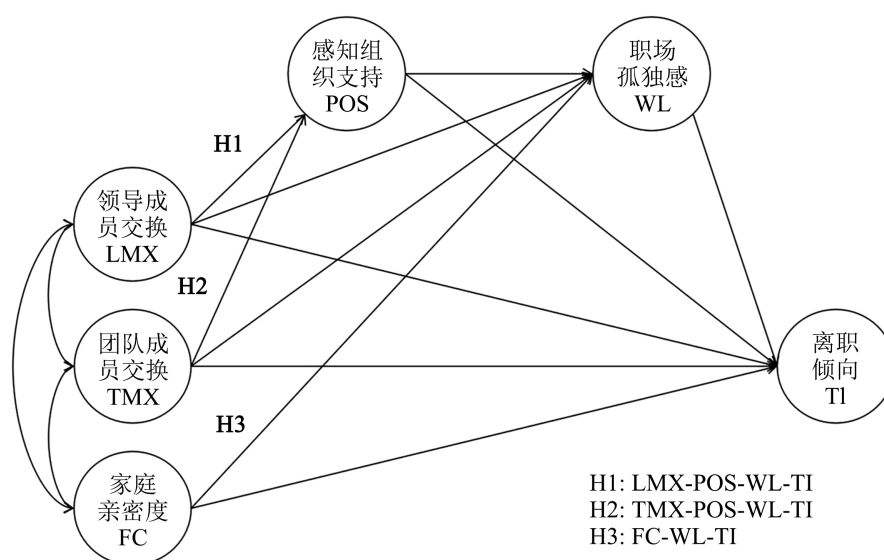 感知组
织支持
POS
职场
孤独感
WL
H1
领导成
员交换
LMX
H2
团队成
员交换
TMX
离职
倾向
Tl
H3
家庭
亲密度
FC
H1: LMX-POS-WL-TI
H2: TMX-POS-WL-TI
H3: FC-WL-TI